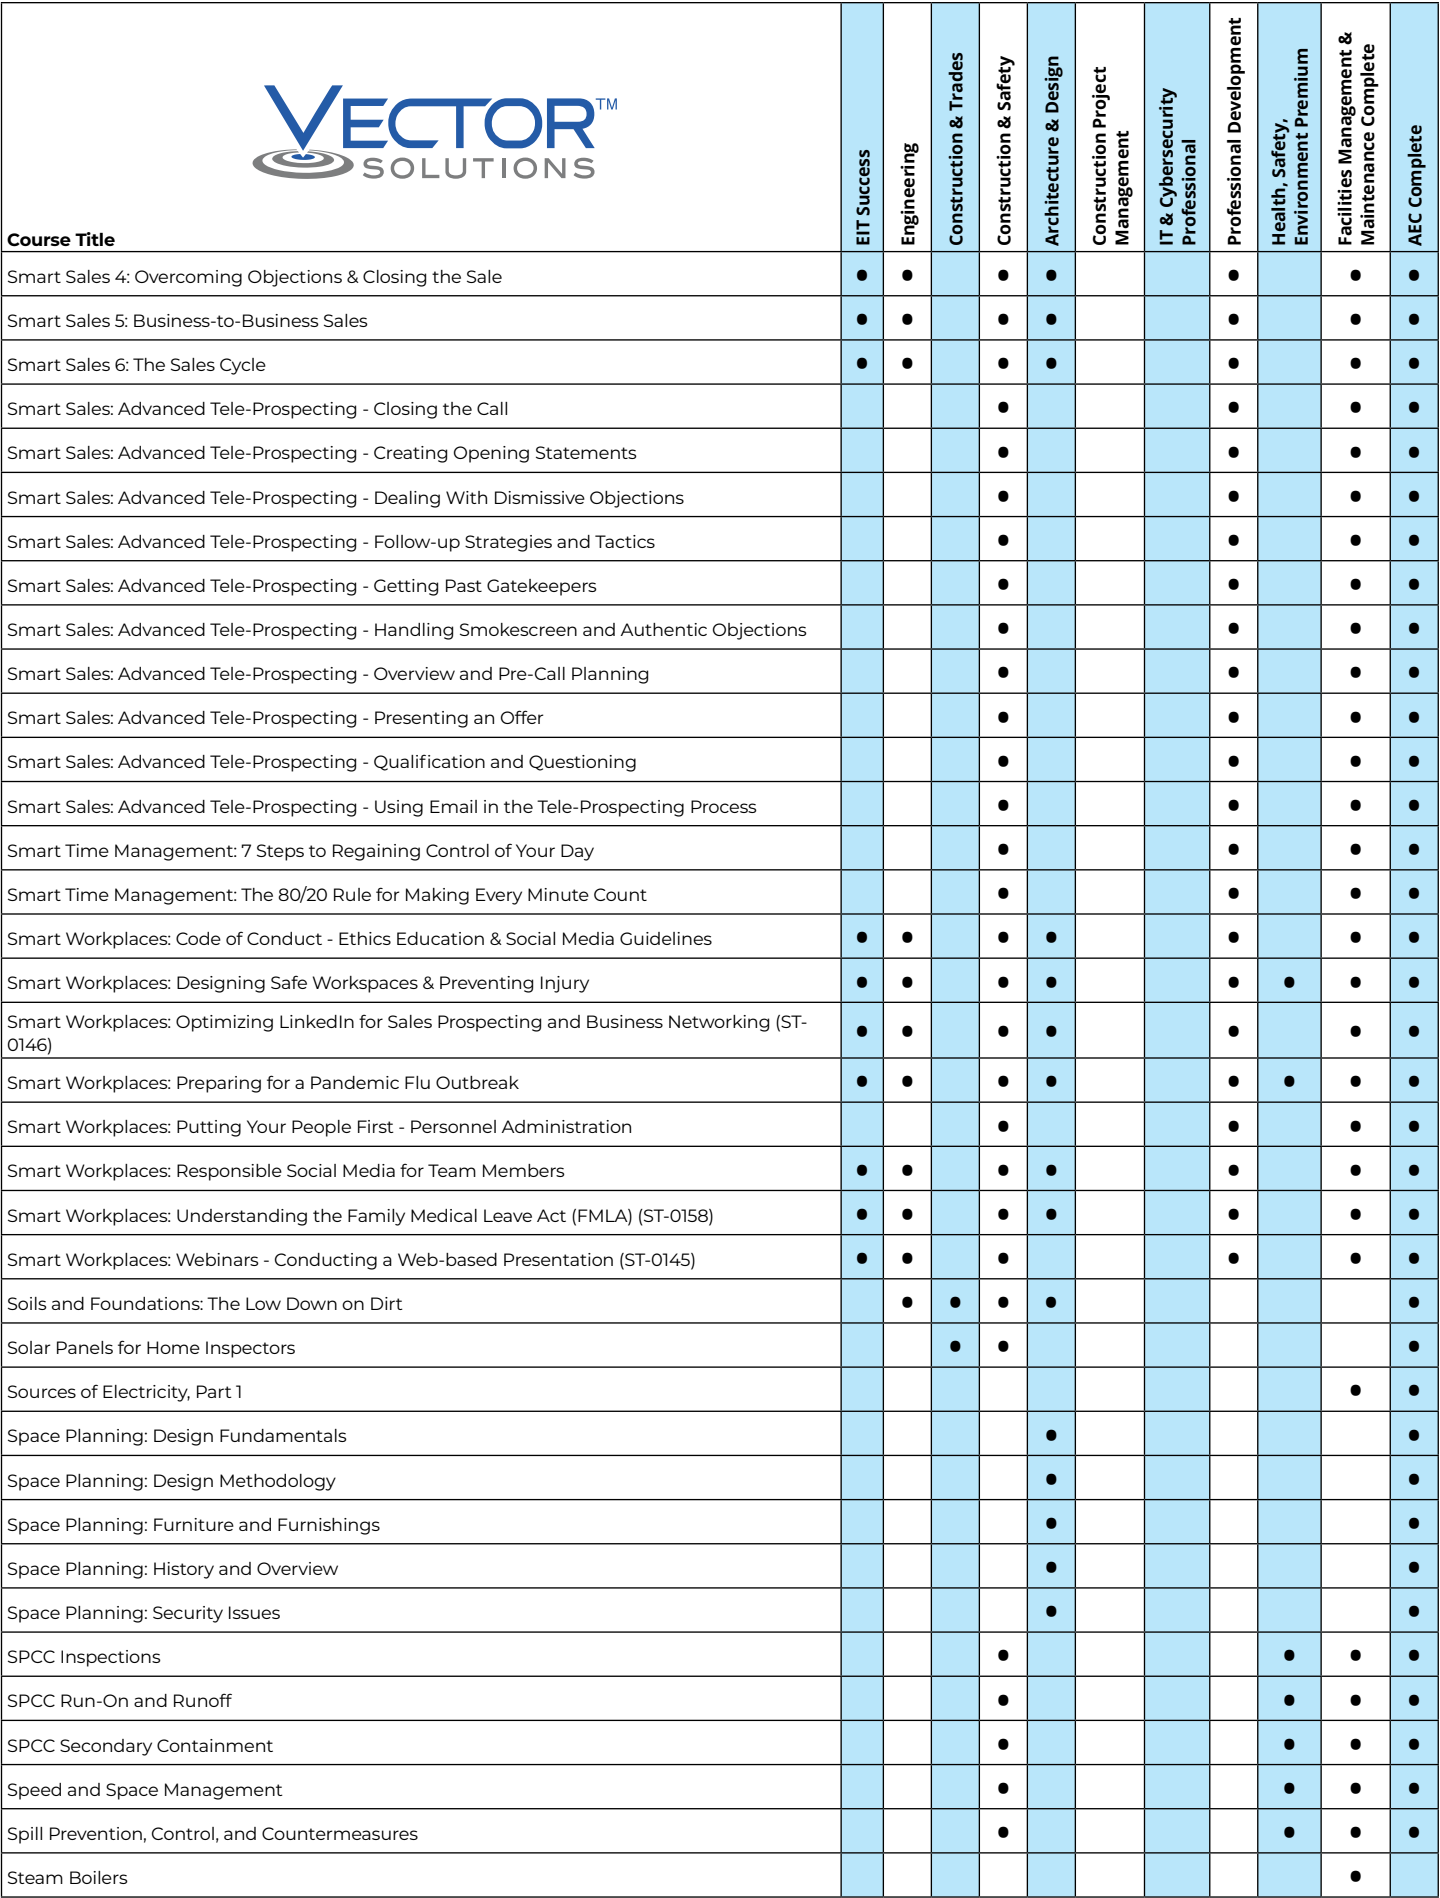 VECTOR™
SOLUTIONS
Course Title
EIT Success
Engineering
Construction & Trades
Construction & Safety
Architecture & Design
Construction Project
Management
IT & Cybersecurity
Professional
Professional Development
Health, Safety,
Environment Premium
Facilities Management &
Maintenance Complete
AEC Complete
Smart Sales 4: Overcoming Objections & Closing the Sale
Smart Sales 5: Business-to-Business Sales
Smart Sales 6: The Sales Cycle
Smart Sales: Advanced Tele-Prospecting - Closing the Call
Smart Sales: Advanced Tele-Prospecting - Creating Opening Statements
Smart Sales: Advanced Tele-Prospecting - Dealing With Dismissive Objections
Smart Sales: Advanced Tele-Prospecting - Follow-up Strategies and Tactics
Smart Sales: Advanced Tele-Prospecting - Getting Past Gatekeepers
Smart Sales: Advanced Tele-Prospecting - Handling Smokescreen and Authentic Objections
Smart Sales: Advanced Tele-Prospecting - Overview and Pre-Call Planning
Smart Sales: Advanced Tele-Prospecting - Presenting an Offer
Smart Sales: Advanced Tele-Prospecting - Qualification and Questioning
Smart Sales: Advanced Tele-Prospecting - Using Email in the Tele-Prospecting Process
Smart Time Management: 7 Steps to Regaining Control of Your Day
Smart Time Management: The 80/20 Rule for Making Every Minute Count
Smart Workplaces: Code of Conduct - Ethics Education & Social Media Guidelines
Smart Workplaces: Designing Safe Workspaces & Preventing Injury
Smart Workplaces: Optimizing LinkedIn for Sales Prospecting and Business Networking (ST-
0146)
Smart Workplaces: Preparing for a Pandemic Flu Outbreak
Smart Workplaces: Putting Your People First - Personnel Administration
Smart Workplaces: Responsible Social Media for Team Members
Smart Workplaces: Understanding the Family Medical Leave Act (FMLA) (ST-0158)
Smart Workplaces: Webinars - Conducting a Web-based Presentation (ST-0145)
Soils and Foundations: The Low Down on Dirt
Solar Panels for Home Inspectors
Sources of Electricity, Part 1
Space Planning: Design Fundamentals
Space Planning: Design Methodology
Space Planning: Furniture and Furnishings
Space Planning: History and Overview
Space Planning: Security Issues
SPCC Inspections
SPCC Run-On and Runoff
SPCC Secondary Containment
Speed and Space Management
Spill Prevention, Control, and Countermeasures
Steam Boilers